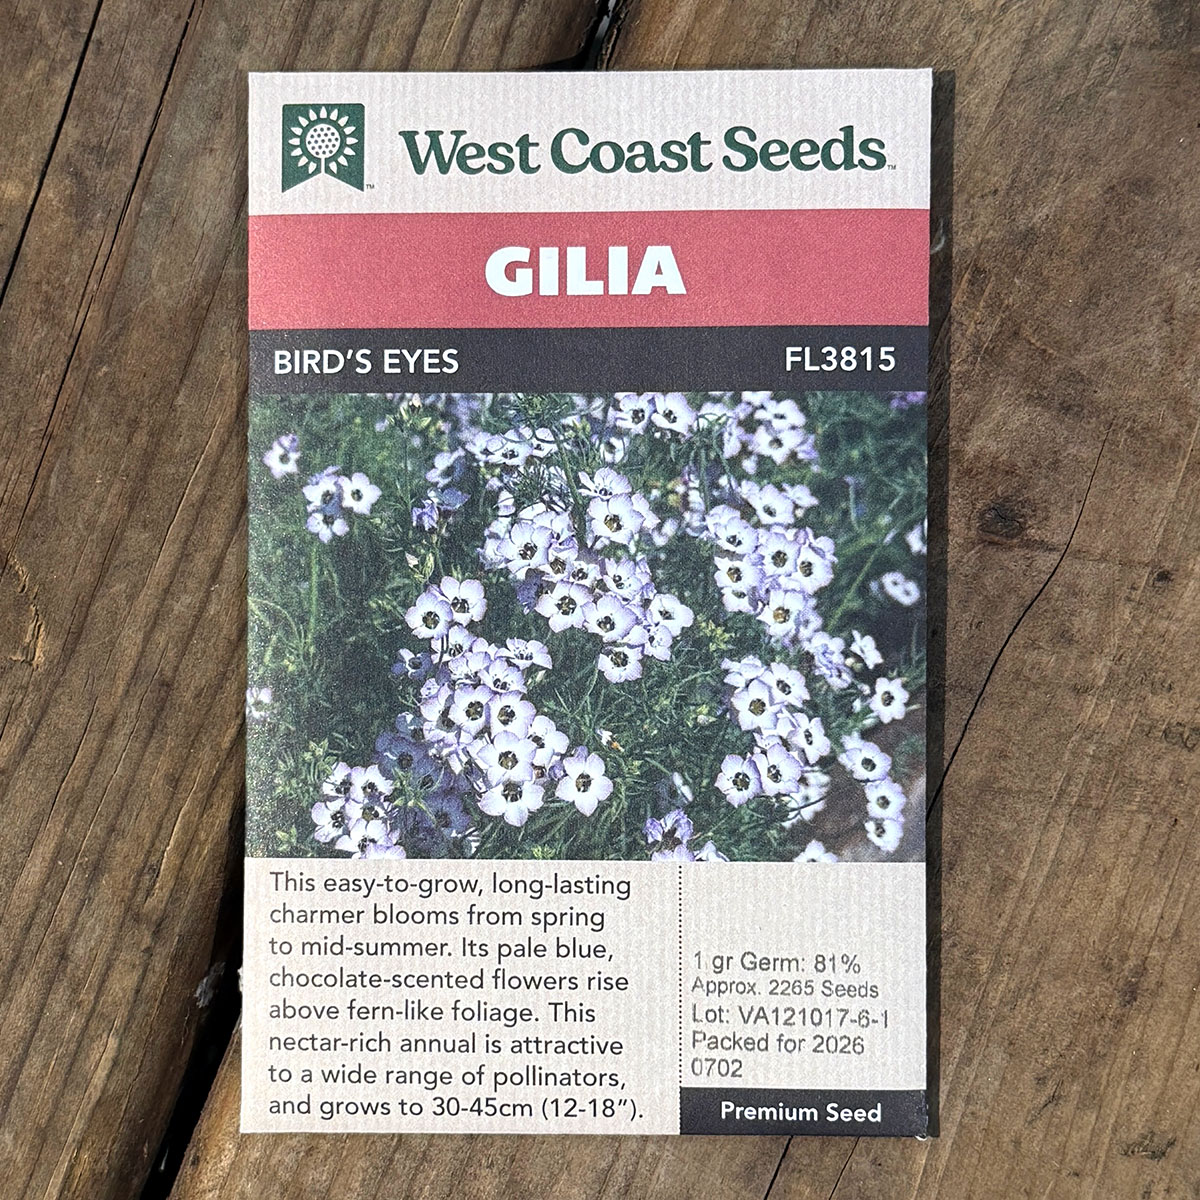 West Coast Seeds™
™
GILIA
BIRD'S EYES FL3815
This easy-to-grow, long-lasting
charmer blooms from spring
to mid-summer. Its pale blue,
chocolate-scented flowers rise
above fern-like foliage. This
nectar-rich annual is attractive
to a wide range of pollinators,
and grows to 30-45cm (12-18").
1 gr Germ: 81%
Approx. 2265 Seeds
Lot: VA121017-6-1
Packed for 2026
0702
Premium Seed